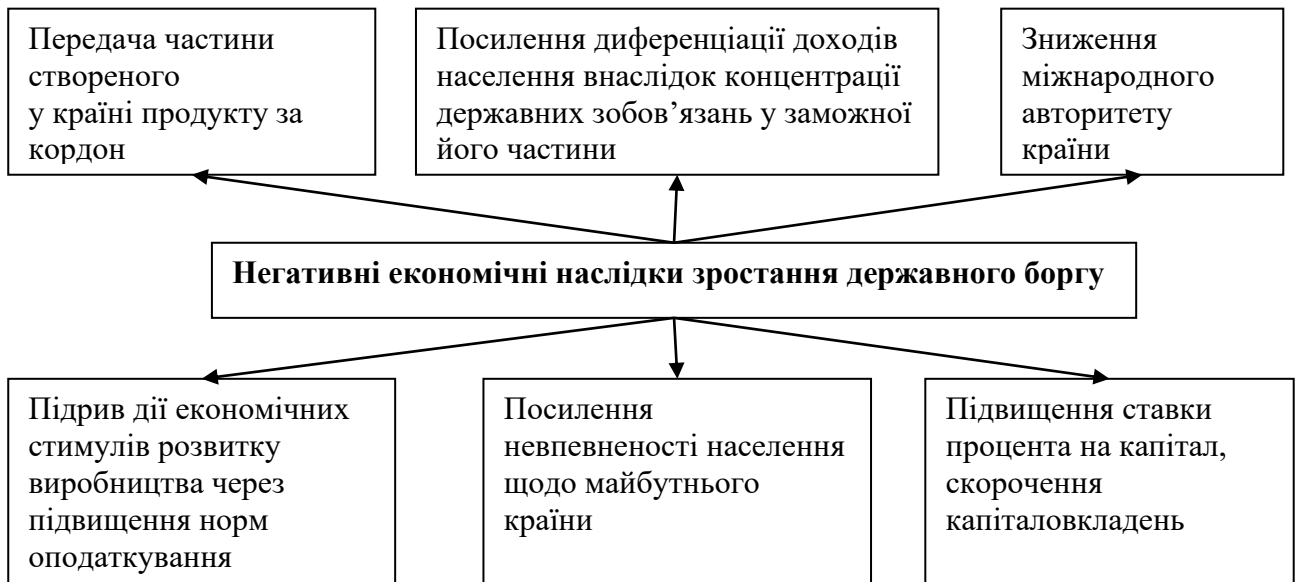 Передача частини
створеного
у країні продукту за
кордон
Посилення диференціації доходів
населення внаслідок концентрації
державних зобов’язань у заможної
його частини
Зниження
міжнародного
авторитету
країни
Негативні економічні наслідки зростання державного боргу
Підрив дії економічних
стимулів розвитку
виробництва через
підвищення норм
оподаткування
Посилення
невпевненості населення
щодо майбутнього
країни
Підвищення ставки
процента на капітал,
скорочення
капіталовкладень